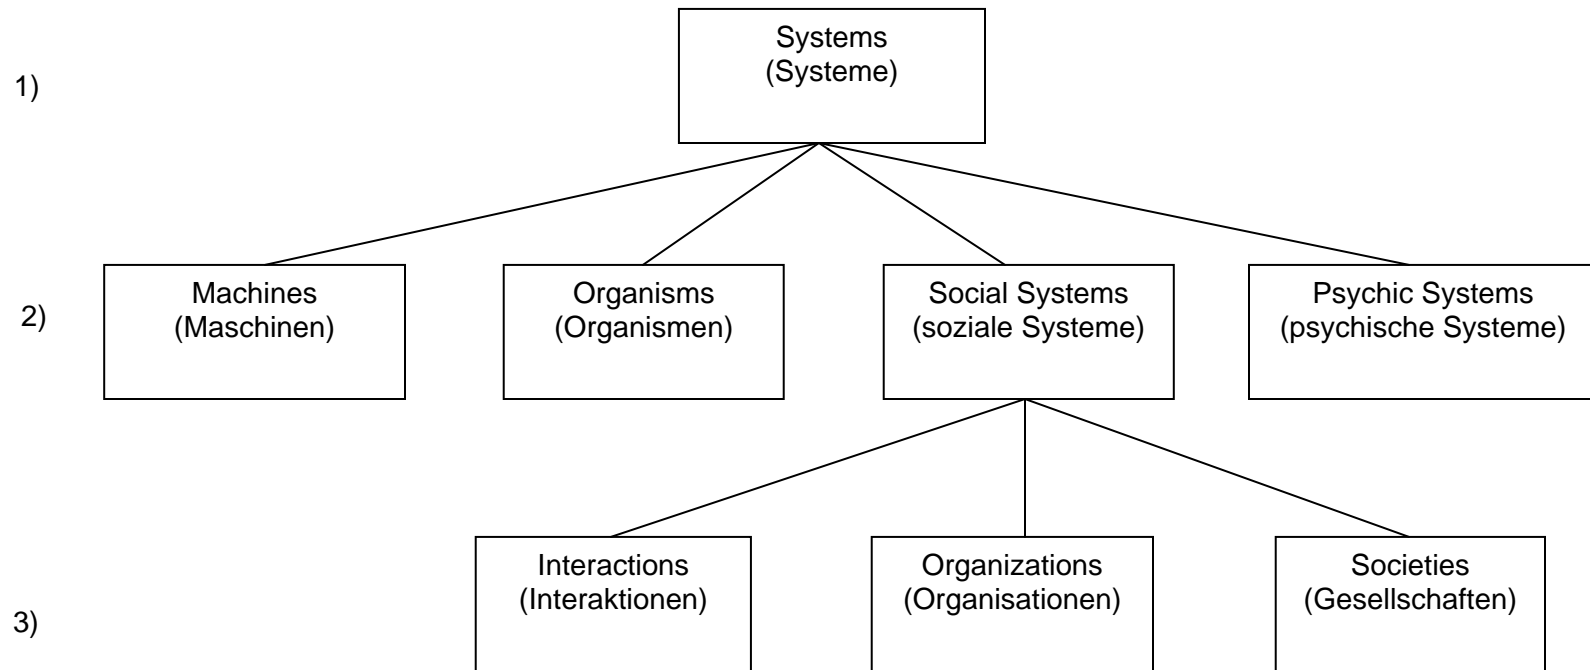 1)
Systems
(Systeme)
2)
Machines
(Maschinen)
Organisms
(Organismen)
Social Systems
(soziale Systeme)
Psychic Systems
(psychische Systeme)
3)
Interactions
(Interaktionen)
Organizations
(Organisationen)
Societies
(Gesellschaften)